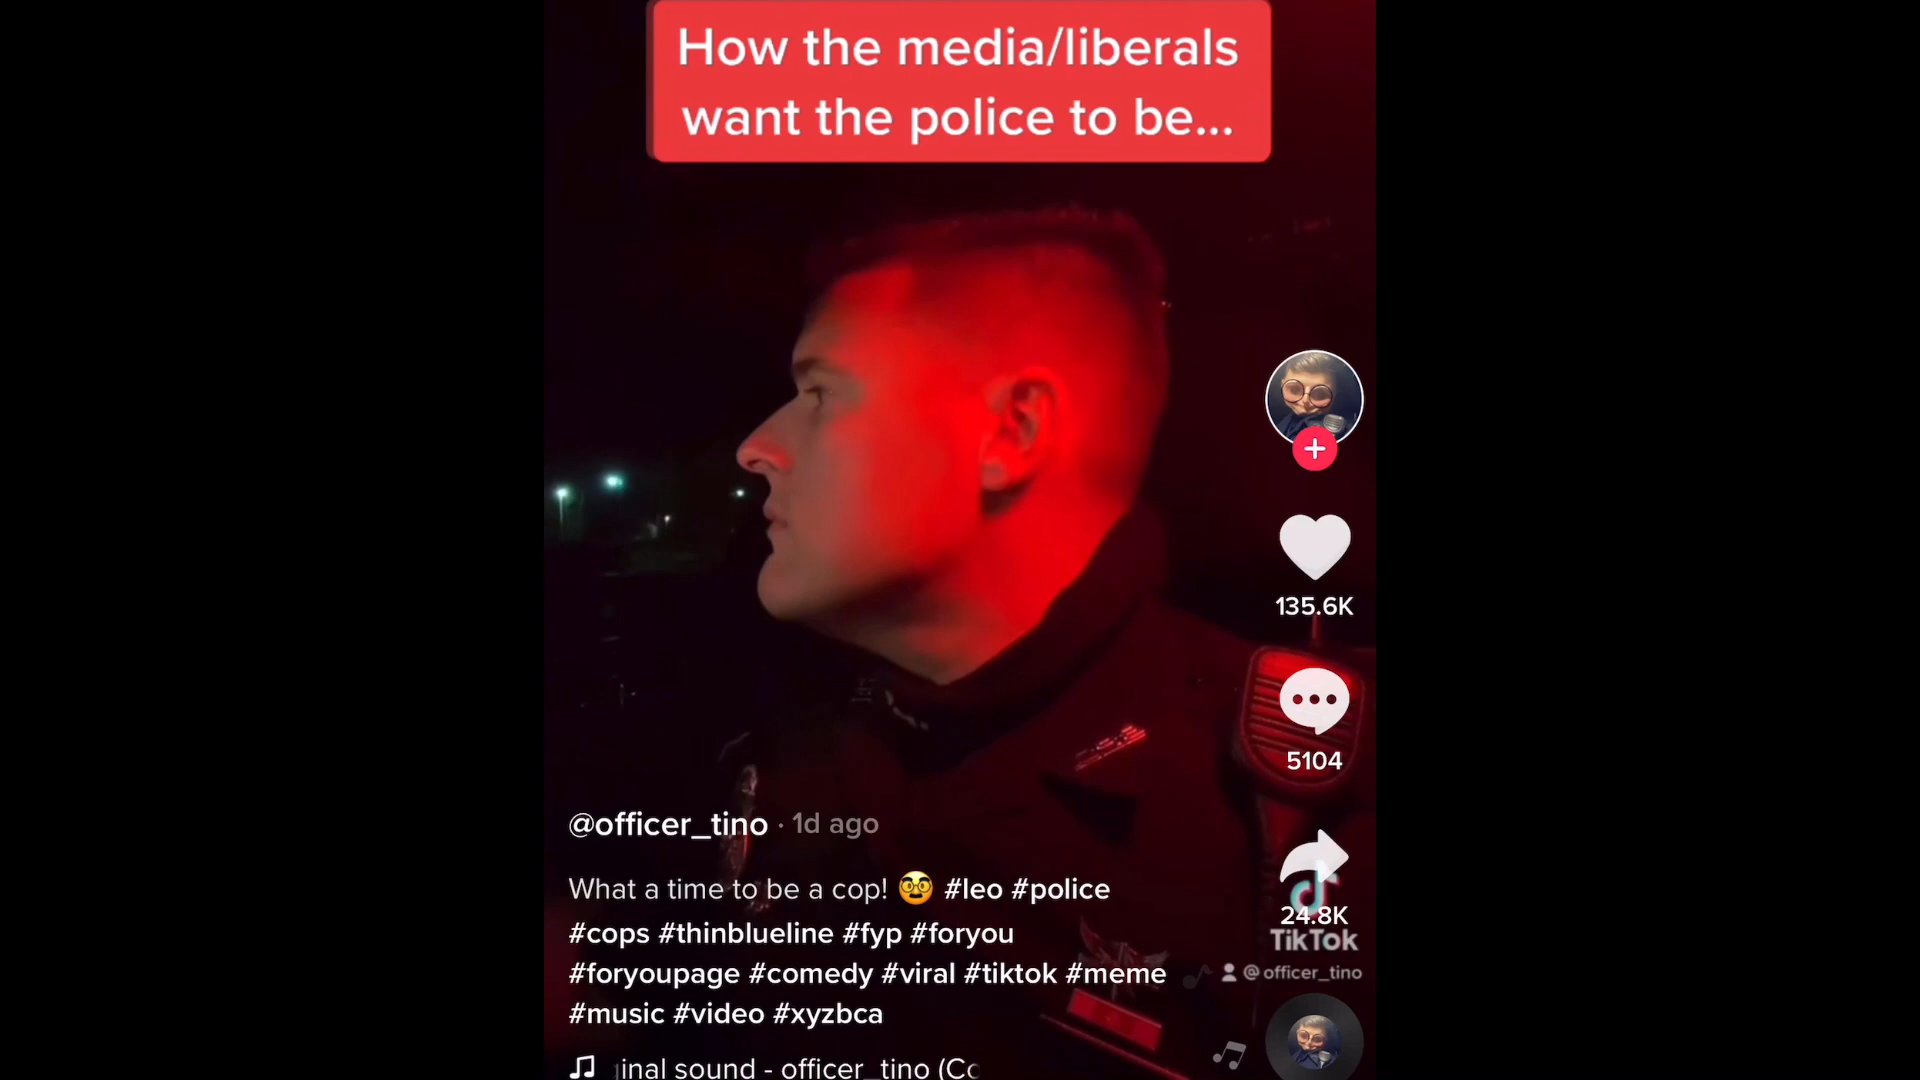 How the media/liberals
want the police to be...
135.6K
5104
@officer_tino · 1d ago
What a time to be a cop! 🥸 #leo #police
#cops #thinblueline #fyp #foryou
#foryoupage #comedy #viral #tiktok #meme
#music #video #xyzbca
24.8K
TikTok
@officer_tino
inal sound - officer_tino (Co